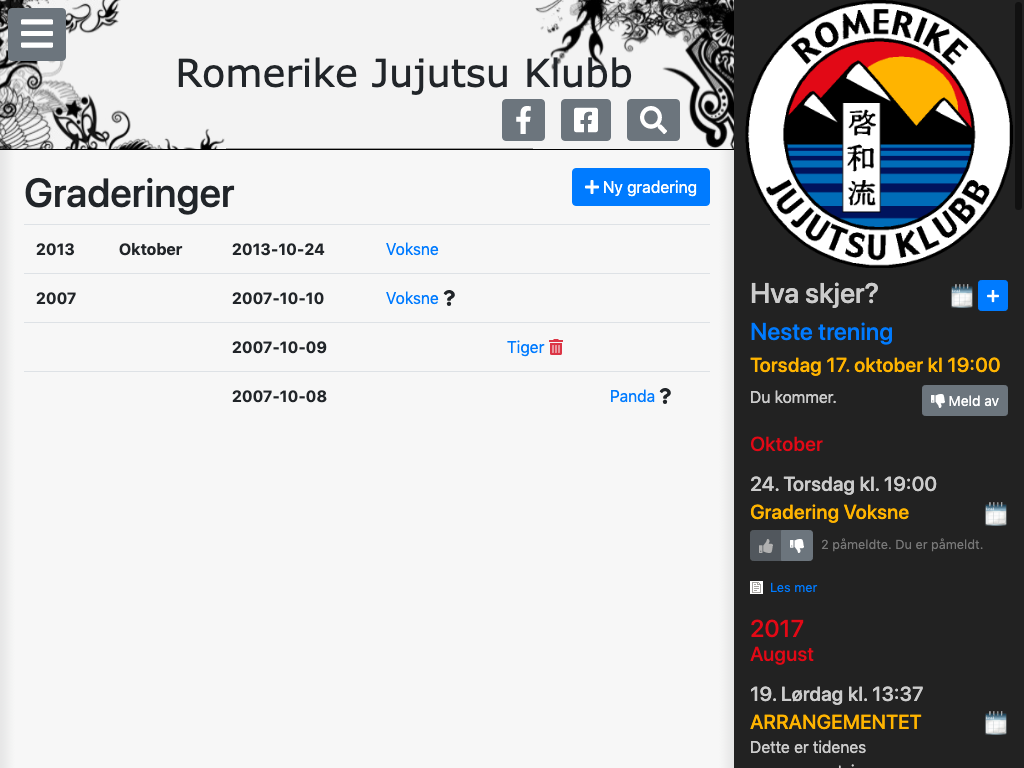 Romerike Jujutsu Klubb
Graderinger
Ny gradering
2013 Oktober 2013-10-24 Voksne
2007 2007-10-10 Voksne ?
2007-10-09 Tiger
2007-10-08 Panda ?
ROMERIKE
啓和流
JUJUTSU KLUBB
Hva skjer?
Neste trening
Torsdag 17. oktober kl 19:00
Du kommer.
Meld av
Oktober
24. Torsdag kl. 19:00
Gradering Voksne
2 påmeldte. Du er påmeldt.
Les mer
2017
August
19. Lørdag kl. 13:37
ARRANGEMENTET
Dette er tidenes